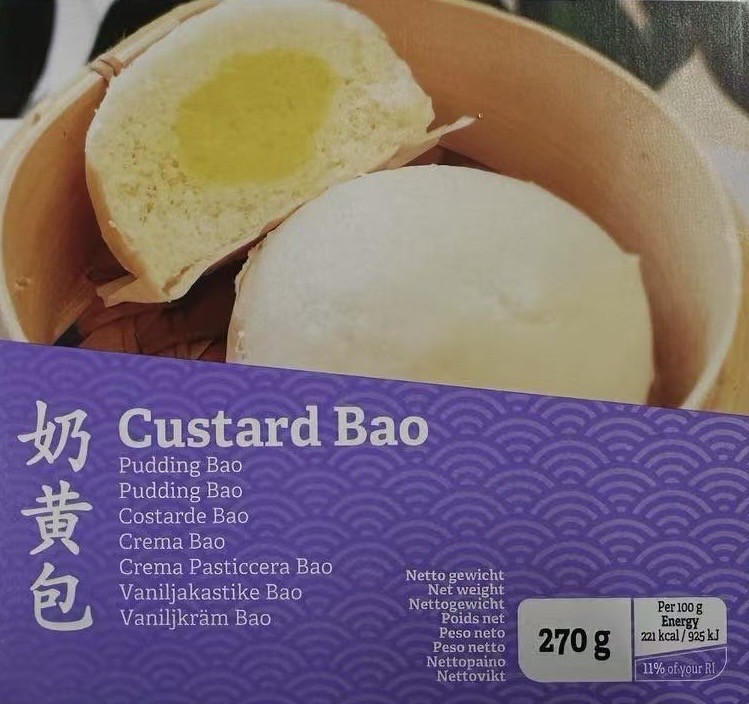 奶黄包
Custard Bao
Pudding Bao
Pudding Bao
Costarde Bao
Crema Bao
Crema Pasticcera Bao
Vaniljakastike Bao
Vaniljkräm Bao
Netto gewicht
Net weight
Nettogewicht
Poids net
Peso neto
Peso netto
Nettopaino
Nettovikt
270 g
Per 100 g
Energy
221 kcal / 925 kJ
11% of your RI